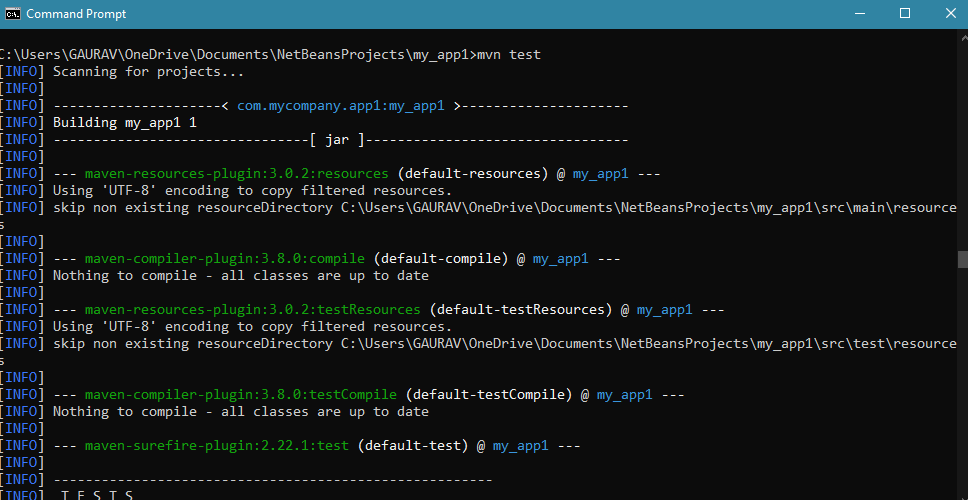 Command Prompt
C:\Users\GAURAV\OneDrive\Documents\NetBeansProjects\my_app1>mvn test
[INFO] Scanning for projects...
[INFO]
[INFO] ---------------------< com.mycompany.app1:my_app1 >---------------------
[INFO] Building my_app1 1
[INFO] --------------------------------[ jar ]---------------------------------
[INFO]
[INFO] --- maven-resources-plugin:3.0.2:resources (default-resources) @ my_app1 ---
[INFO] Using 'UTF-8' encoding to copy filtered resources.
[INFO] skip non existing resourceDirectory C:\Users\GAURAV\OneDrive\Documents\NetBeansProjects\my_app1\src\main\resource
s
[INFO]
[INFO] --- maven-compiler-plugin:3.8.0:compile (default-compile) @ my_app1 ---
[INFO] Nothing to compile - all classes are up to date
[INFO]
[INFO] --- maven-resources-plugin:3.0.2:testResources (default-testResources) @ my_app1 ---
[INFO] Using 'UTF-8' encoding to copy filtered resources.
[INFO] skip non existing resourceDirectory C:\Users\GAURAV\OneDrive\Documents\NetBeansProjects\my_app1\src\test\resource
s
[INFO]
[INFO] --- maven-compiler-plugin:3.8.0:testCompile (default-testCompile) @ my_app1 ---
[INFO] Nothing to compile - all classes are up to date
[INFO]
[INFO] --- maven-surefire-plugin:2.22.1:test (default-test) @ my_app1 ---
[INFO]
[INFO] -------------------------------------------------------
[INFO]  T E S T S